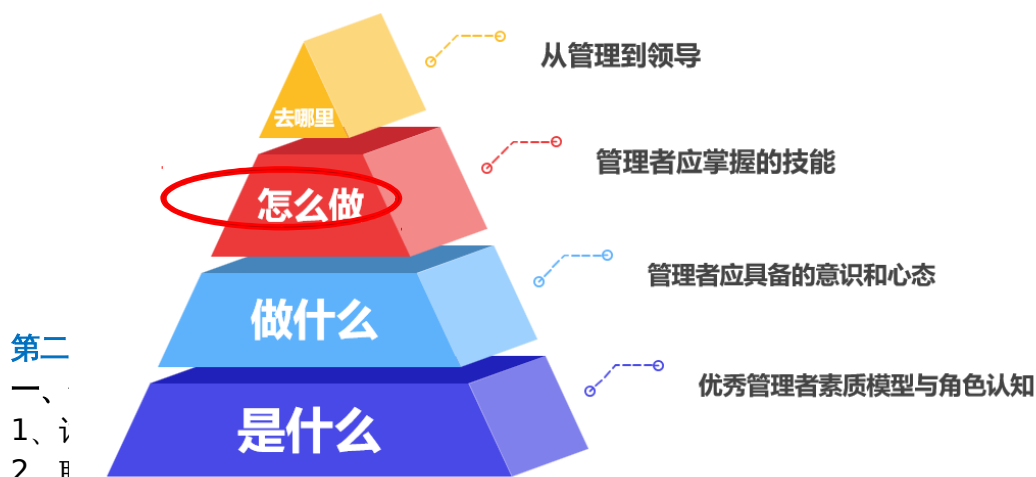 去哪里
从管理到领导
怎么做
管理者应掌握的技能
做什么
管理者应具备的意识和心态
是什么
优秀管理者素质模型与角色认知
第二
一、
1、
2